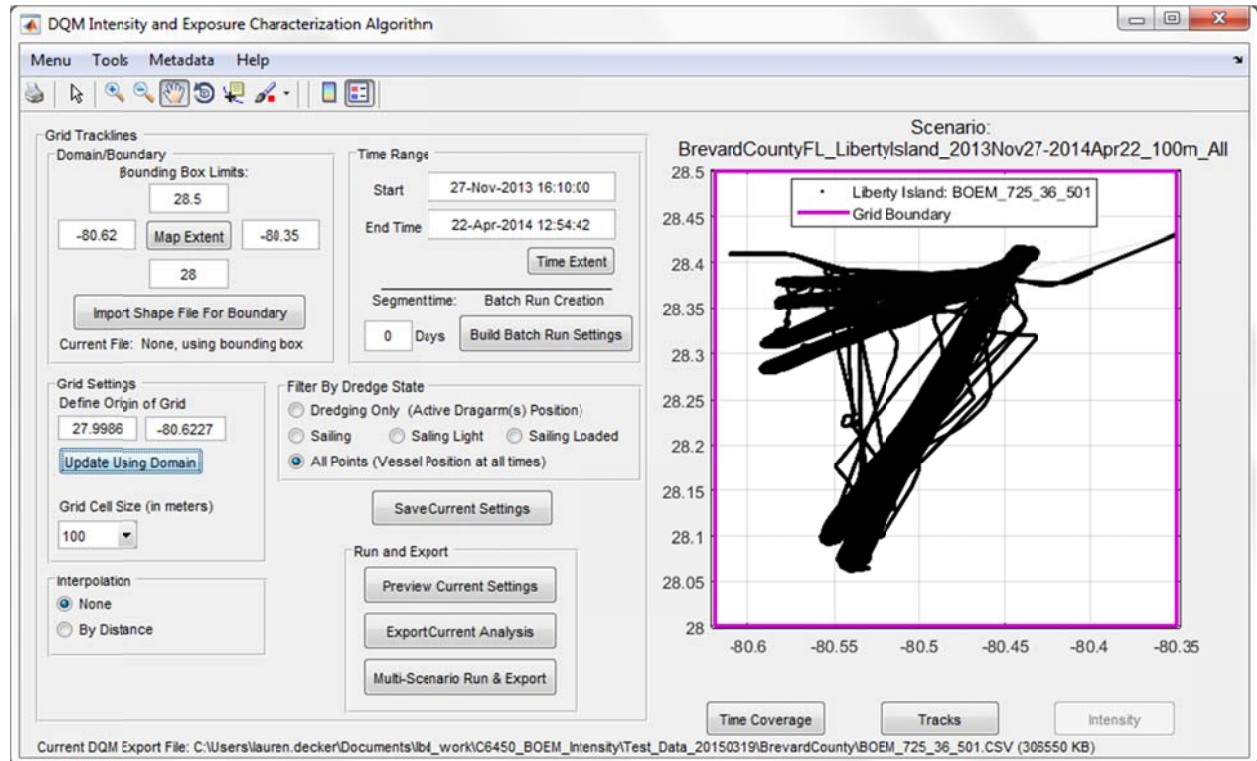 DQM Intensity and Exposure Characterization Algorithm
Menu Tools Metadata Help
Grid Tracklines
Domain/Boundary
Bounding Box Limits:
28.5
-80.62 Map Extent -80.35
28
Import Shape File For Boundary
Current File: None, using bounding box
Time Range
Start 27-Nov-2013 16:10:00
End Time 22-Apr-2014 12:54:42
Time Extent
Segmenttime: Batch Run Creation
0 Days Build Batch Run Settings
Grid Settings
Define Origin of Grid
27.9986 -80.6227
Update Using Domain
Grid Cell Size (in meters)
100
Filter By Dredge State
Dredging Only (Active Dragarm(s) Position)
Sailing Saling Light Sailing Loaded
All Points (Vessel Position at all times)
SaveCurrent Settings
Interpolation
None
By Distance
Run and Export
Preview Current Settings
ExportCurrent Analysis
Multi-Scenario Run & Export
Scenario:
BrevardCountyFL_LibertyIsland_2013Nov27-2014Apr22_100m_All
Liberty Island: BOEM_725_36_501
Grid Boundary
28.5
28.45
28.4
28.35
28.3
28.25
28.2
28.15
28.1
28.05
28
-80.6 -80.55 -80.5 -80.45 -80.4 -80.35
Time Coverage Tracks Intensity
Current DQM Export File: C:\Users\lauren.decker\Documents\lbl_work\C6450_BOEM_Intensity\Test_Data_20150319\BrevardCounty\BOEM_725_36_501.CSV (306550 KB)